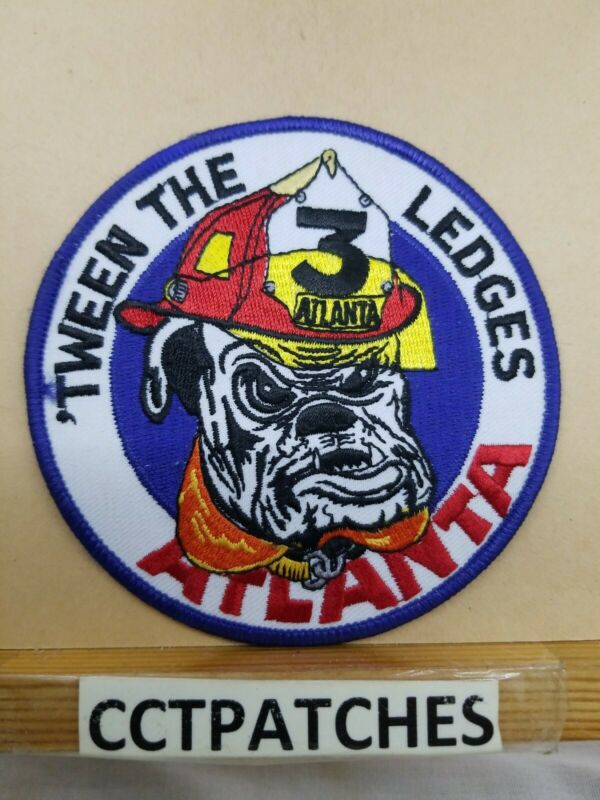 'TWEEN THE LEDGES
3
ATLANTA
ATLANTA
CCTPATCHES